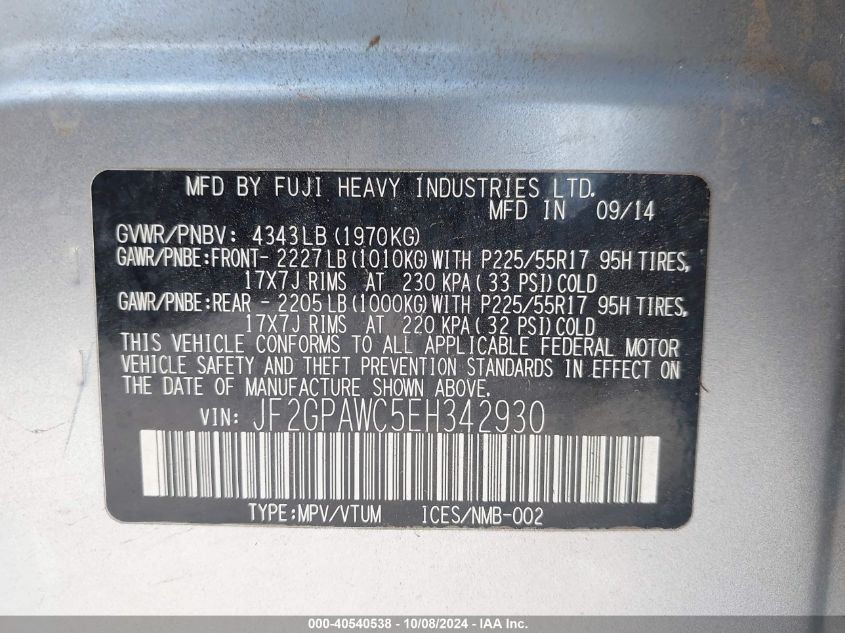 MFD BY FUJI HEAVY INDUSTRIES LTD.
MFD IN 09/14
GVWR/PNBV: 4343LB(1970KG)
GAWR/PNBE:FRONT- 2227LB(1010KG)WITH P225/55R17 95H TIRES,
17X7J RIMS AT 230 KPA(33 PSI)COLD
GAWR/PNBE:REAR - 2205LB(1000KG)WITH P225/55R17 95H TIRES,
17X7J RIMS AT 220 KPA(32 PSI)COLD
THIS VEHICLE CONFORMS TO ALL APPLICABLE FEDERAL MOTOR
VEHICLE SAFETY AND THEFT PREVENTION STANDARDS IN EFFECT ON
THE DATE OF MANUFACTURE SHOWN ABOVE.
VIN: JF2GPAWC5EH342930
TYPE:MPV/VTUM ICES/NMB-002
000-40540538 - 10/08/2024 - IAA Inc.